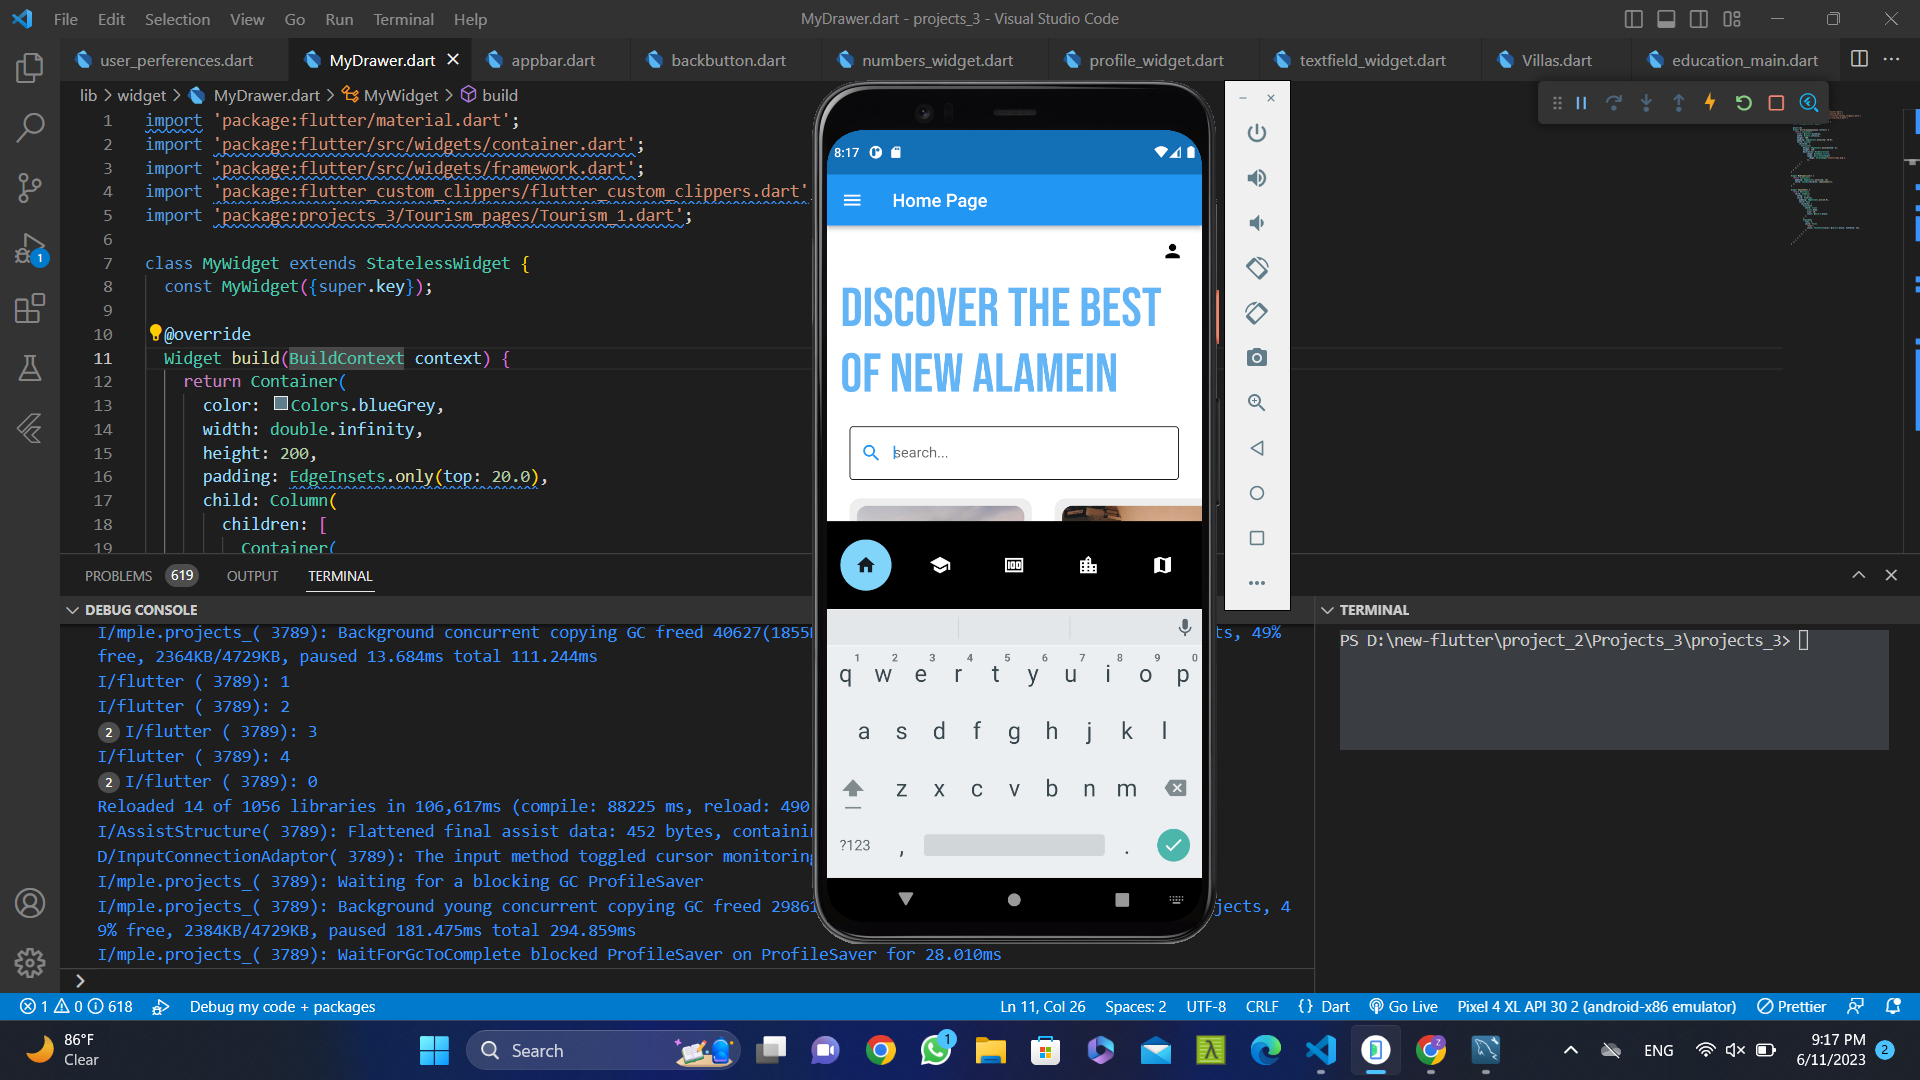 File Edit Selection View Go Run Terminal Help
MyDrawer.dart - projects_3 - Visual Studio Code
user_perferences.dart
MyDrawer.dart
appbar.dart
backbutton.dart
numbers_widget.dart
profile_widget.dart
textfield_widget.dart
Villas.dart
education_main.dart
lib > widget > MyDrawer.dart > MyWidget > build
1 import 'package:flutter/material.dart';
2 import 'package:flutter/src/widgets/container.dart';
3 import 'package:flutter/src/widgets/framework.dart';
4 import 'package:flutter_custom_clippers/flutter_custom_clippers.dart'
5 import 'package:projects_3/Tourism_pages/Tourism_1.dart';
6
7 class MyWidget extends StatelessWidget {
8 const MyWidget({super.key});
9
10 @override
11 Widget build(BuildContext context) {
12 return Container(
13 color: Colors.blueGrey,
14 width: double.infinity,
15 height: 200,
16 padding: EdgeInsets.only(top: 20.0),
17 child: Column(
18 children: [
19 Container(
PROBLEMS 619 OUTPUT TERMINAL
DEBUG CONSOLE
I/mple.projects_( 3789): Background concurrent copying GC freed 40627(1855
ts, 49%
free, 2364KB/4729KB, paused 13.684ms total 111.244ms
I/flutter ( 3789): 1
I/flutter ( 3789): 2
2 I/flutter ( 3789): 3
I/flutter ( 3789): 4
2 I/flutter ( 3789): 0
Reloaded 14 of 1056 libraries in 106,617ms (compile: 88225 ms, reload: 490
I/AssistStructure( 3789): Flattened final assist data: 452 bytes, containin
D/InputConnectionAdaptor( 3789): The input method toggled cursor monitoring
I/mple.projects_( 3789): Waiting for a blocking GC ProfileSaver
I/mple.projects_( 3789): Background young concurrent copying GC freed 29861
jects, 4
9% free, 2384KB/4729KB, paused 181.475ms total 294.859ms
I/mple.projects_( 3789): WaitForGcToComplete blocked ProfileSaver on ProfileSaver for 28.010ms
TERMINAL
PS D:\new-flutter\project_2\Projects_3\projects_3>
8:17
Home Page
DISCOVER THE BEST
OF NEW ALAMEIN
search...
100
1 2 3 4 5 6 7 8 9 0
q w e r t y u i o p
a s d f g h j k l
z x c v b n m
?123 , .
1
1 0 618 Debug my code + packages
Ln 11, Col 26 Spaces: 2 UTF-8 CRLF {} Dart Go Live Pixel 4 XL API 30 2 (android-x86 emulator) Prettier
86°F
Clear
Search
1
ENG
9:17 PM
6/11/2023
2